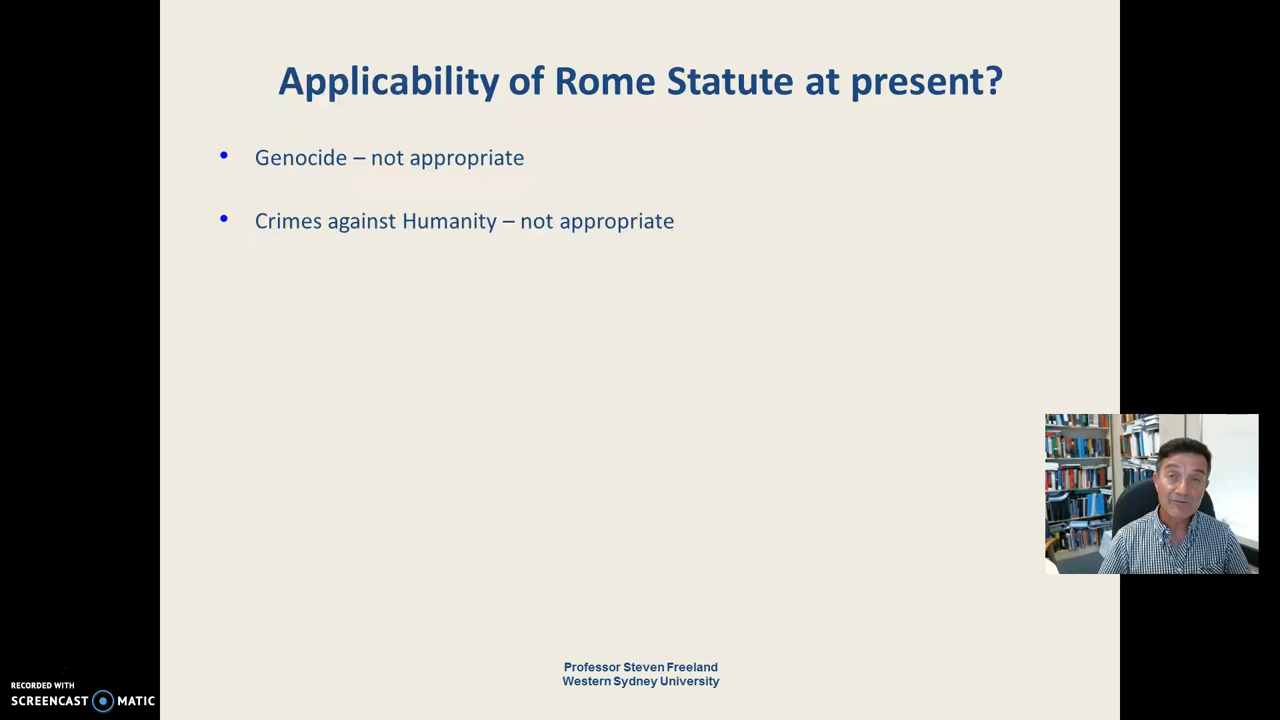 Applicability of Rome Statute at present?
• Genocide – not appropriate
• Crimes against Humanity – not appropriate
Professor Steven Freeland
Western Sydney University
RECORDED WITH
SCREENCAST MATIC